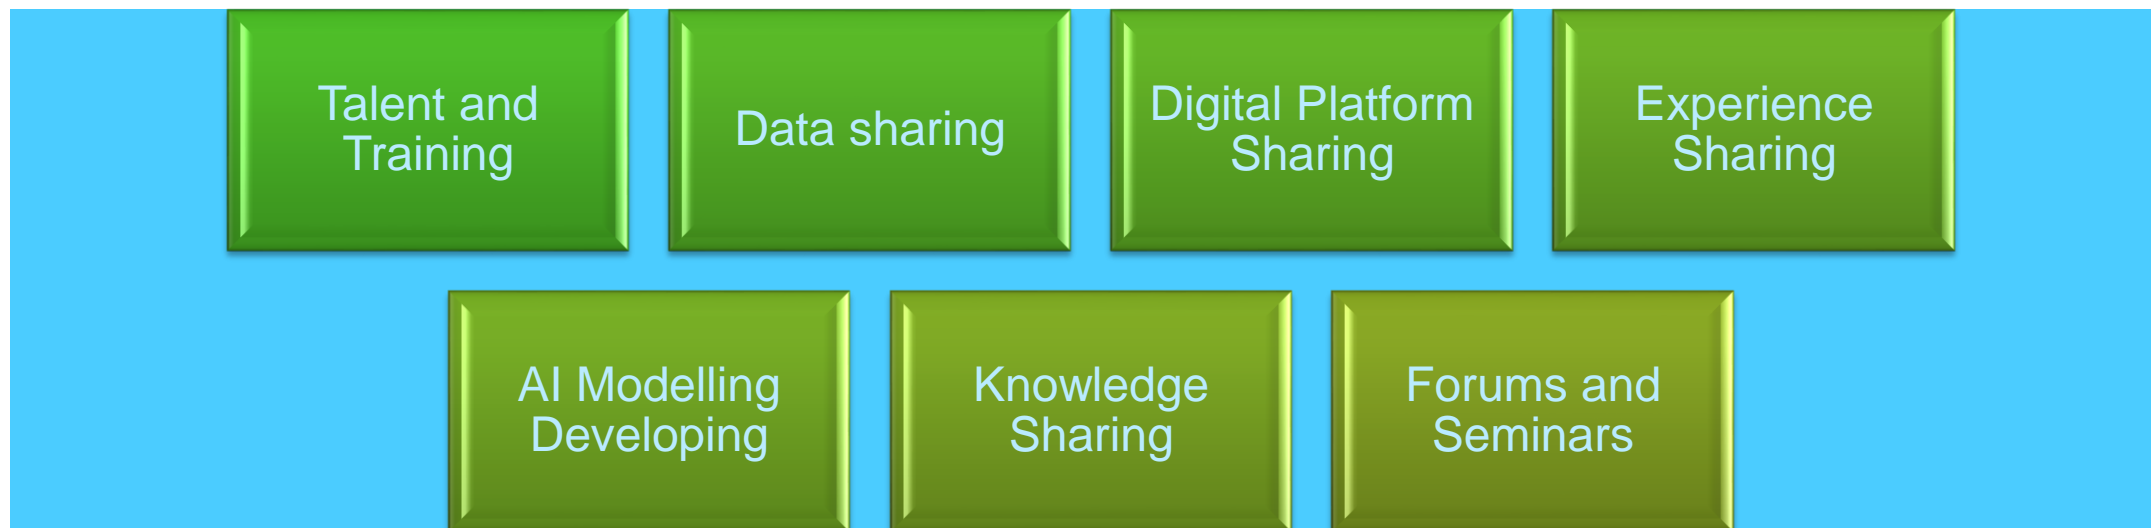 Talent and
Training
Data sharing
Digital Platform
Sharing
Experience
Sharing
AI Modelling
Developing
Knowledge
Sharing
Forums and
Seminars